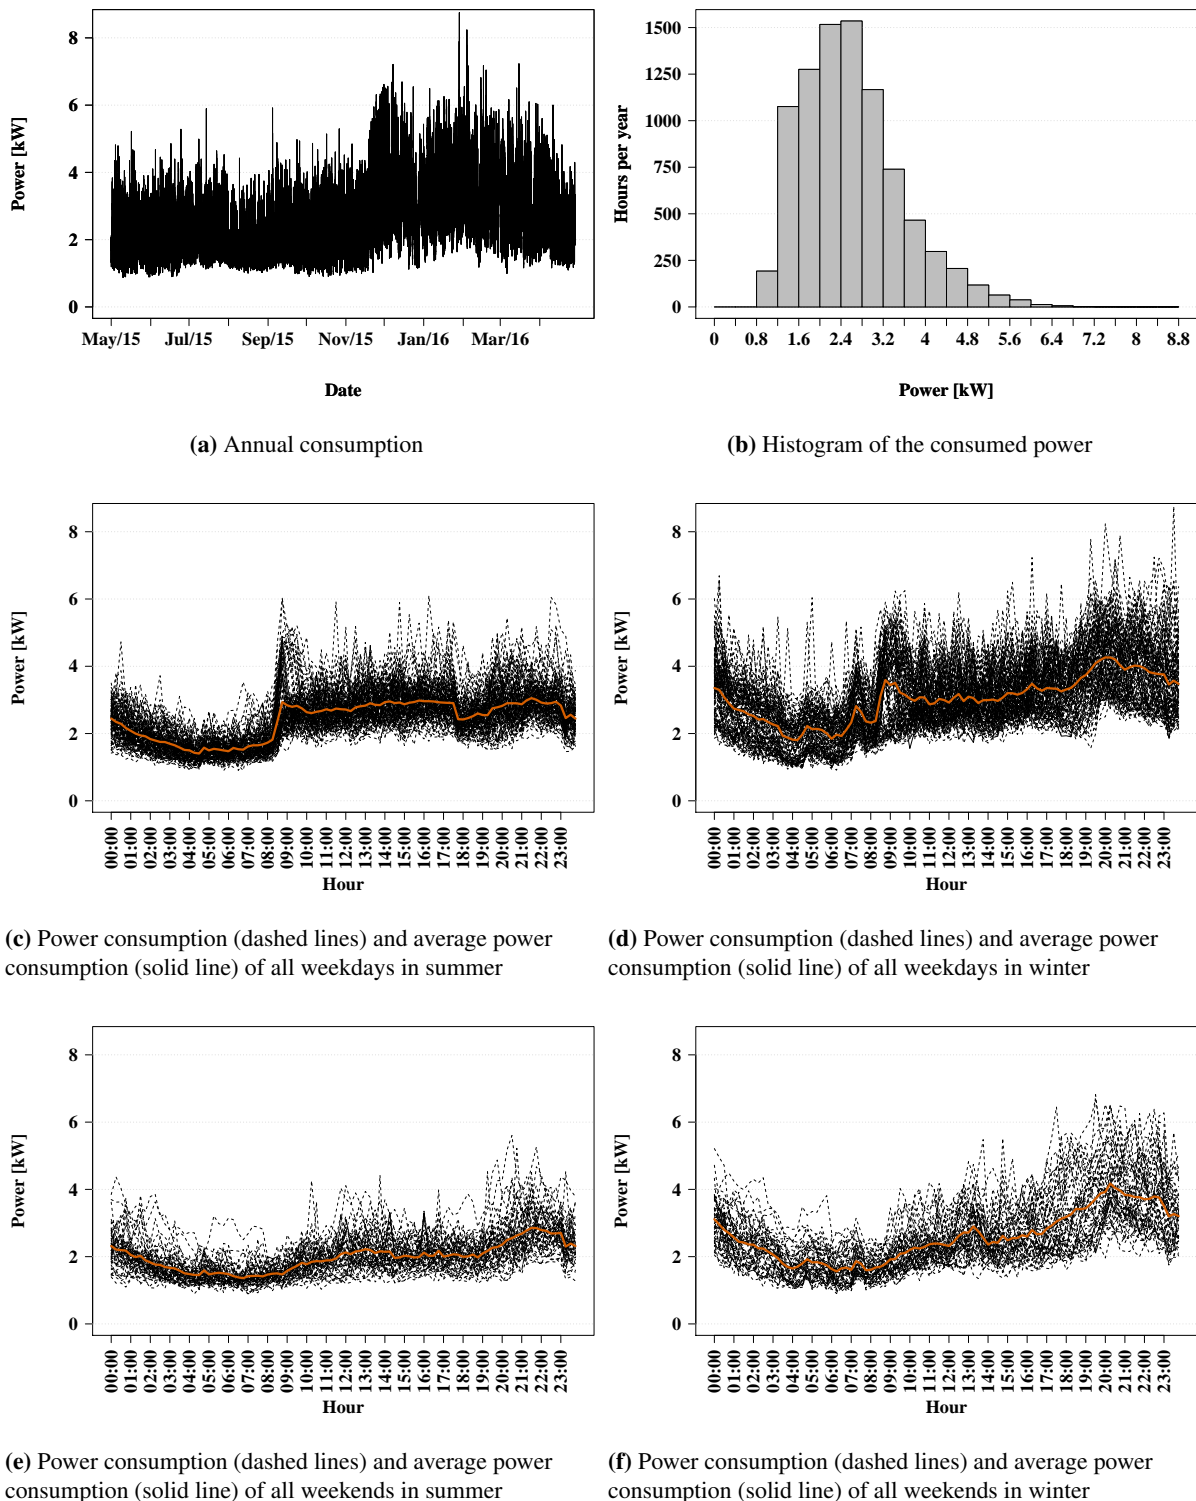 8
6
4
2
0
Power [kW]
May/15 Jul/15 Sep/15 Nov/15 Jan/16 Mar/16
Date
(a) Annual consumption
1500
1250
1000
750
500
250
0
Hours per year
0 0.8 1.6 2.4 3.2 4 4.8 5.6 6.4 7.2 8 8.8
Power [kW]
(b) Histogram of the consumed power
8
6
4
2
0
Power [kW]
00:00 01:00 02:00 03:00 04:00 05:00 06:00 07:00 08:00 09:00 10:00 11:00 12:00 13:00 14:00 15:00 16:00 17:00 18:00 19:00 20:00 21:00 22:00 23:00
Hour
(c) Power consumption (dashed lines) and average power
consumption (solid line) of all weekdays in summer
8
6
4
2
0
Power [kW]
00:00 01:00 02:00 03:00 04:00 05:00 06:00 07:00 08:00 09:00 10:00 11:00 12:00 13:00 14:00 15:00 16:00 17:00 18:00 19:00 20:00 21:00 22:00 23:00
Hour
(d) Power consumption (dashed lines) and average power
consumption (solid line) of all weekdays in winter
8
6
4
2
0
Power [kW]
00:00 01:00 02:00 03:00 04:00 05:00 06:00 07:00 08:00 09:00 10:00 11:00 12:00 13:00 14:00 15:00 16:00 17:00 18:00 19:00 20:00 21:00 22:00 23:00
Hour
(e) Power consumption (dashed lines) and average power
consumption (solid line) of all weekends in summer
8
6
4
2
0
Power [kW]
00:00 01:00 02:00 03:00 04:00 05:00 06:00 07:00 08:00 09:00 10:00 11:00 12:00 13:00 14:00 15:00 16:00 17:00 18:00 19:00 20:00 21:00 22:00 23:00
Hour
(f) Power consumption (dashed lines) and average power
consumption (solid line) of all weekends in winter